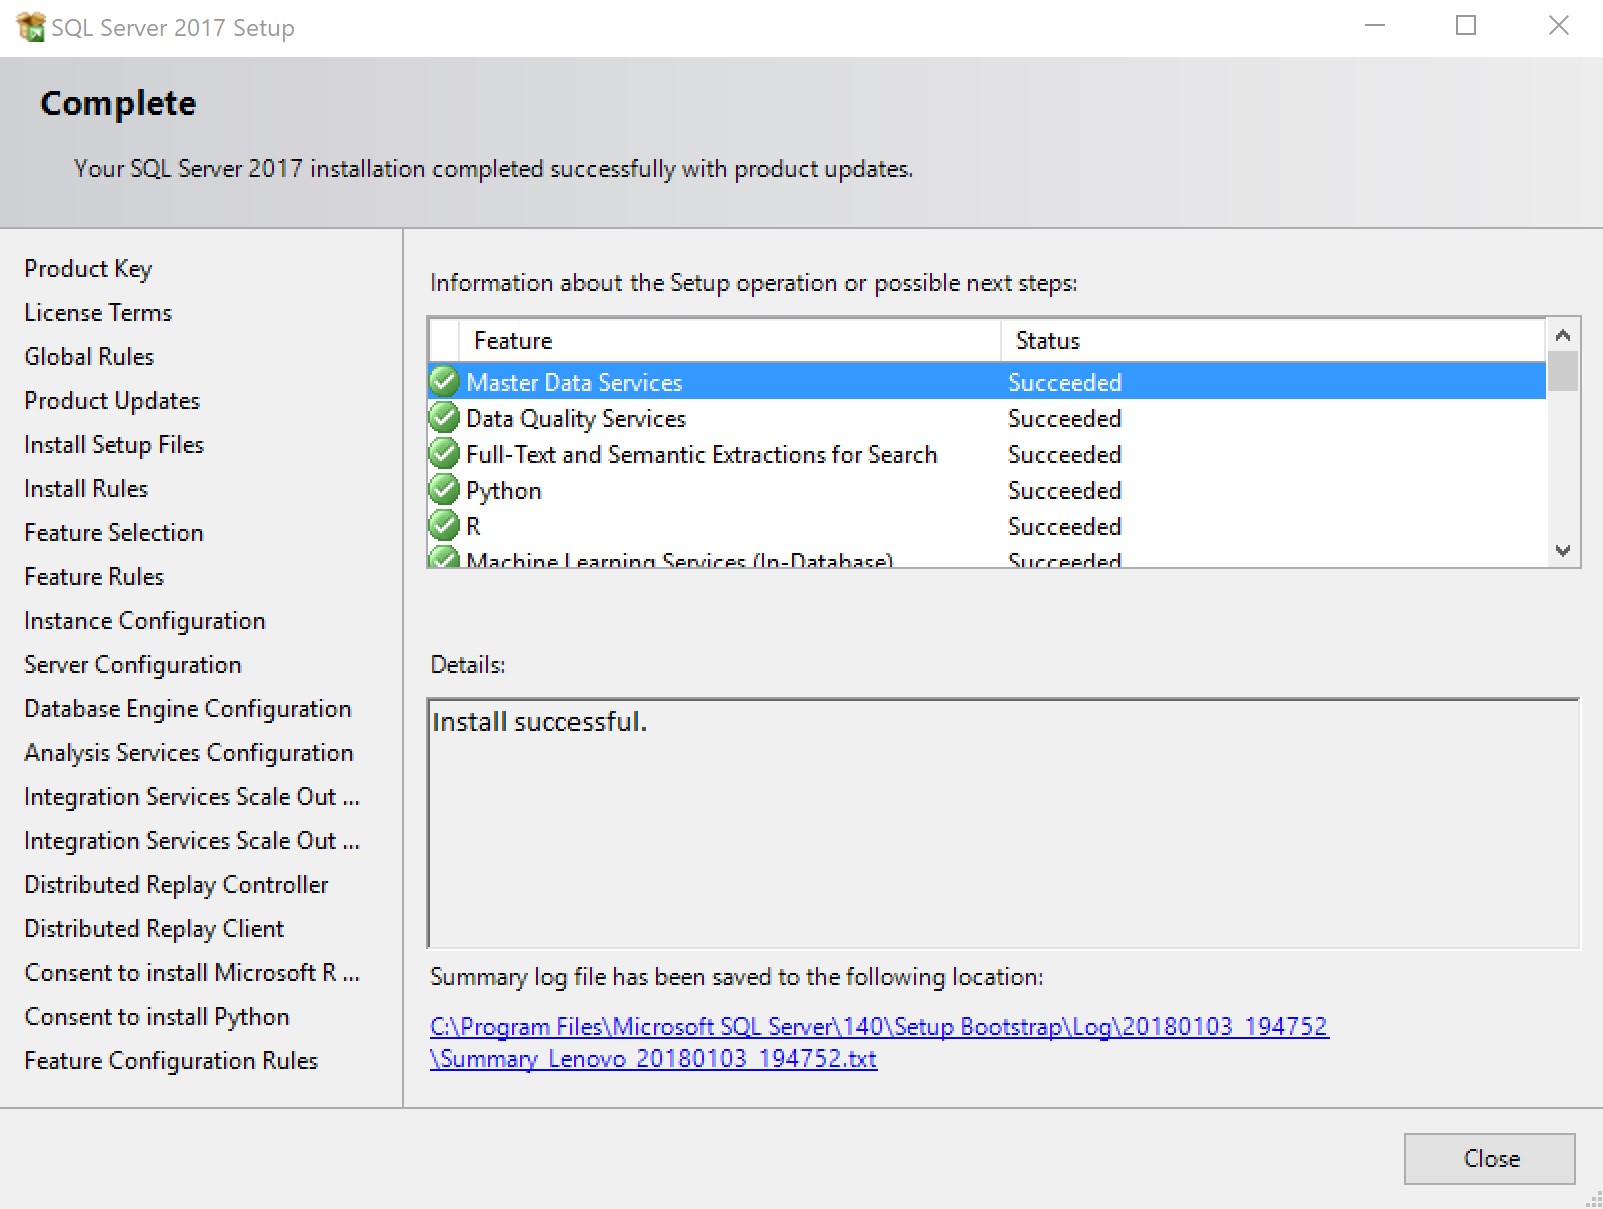 SQL Server 2017 Setup
Complete
Your SQL Server 2017 installation completed successfully with product updates.
Product Key
License Terms
Global Rules
Product Updates
Install Setup Files
Install Rules
Feature Selection
Feature Rules
Instance Configuration
Server Configuration
Database Engine Configuration
Analysis Services Configuration
Integration Services Scale Out ...
Integration Services Scale Out ...
Distributed Replay Controller
Distributed Replay Client
Consent to install Microsoft R ...
Consent to install Python
Feature Configuration Rules
Information about the Setup operation or possible next steps:
Feature Status
Master Data Services Succeeded
Data Quality Services Succeeded
Full-Text and Semantic Extractions for Search Succeeded
Python Succeeded
R Succeeded
Machine Learning Services (In-Database) Succeeded
Details:
Install successful.
Summary log file has been saved to the following location:
C:\Program Files\Microsoft SQL Server\140\Setup Bootstrap\Log\20180103_194752
\Summary_Lenovo_20180103_194752.txt
Close